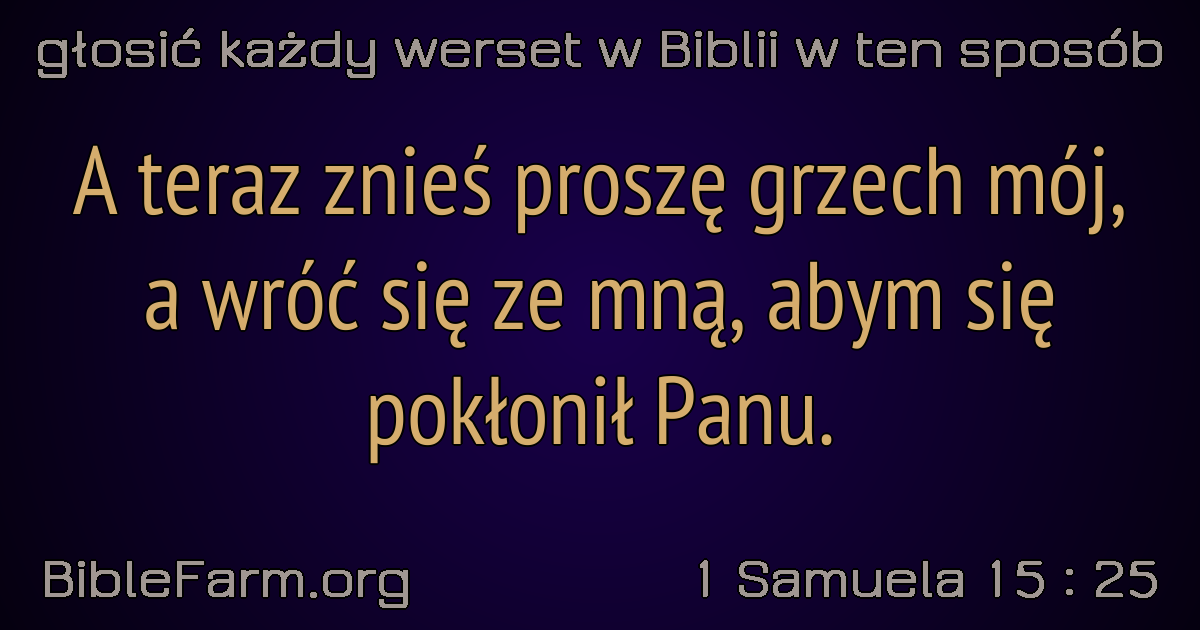 głosić każdy werset w Biblii w ten sposób
A teraz znieś proszę grzech mój,
a wróć się ze mną, abym się
pokłonił Panu.
BibleFarm.org
1 Samuela 15 : 25